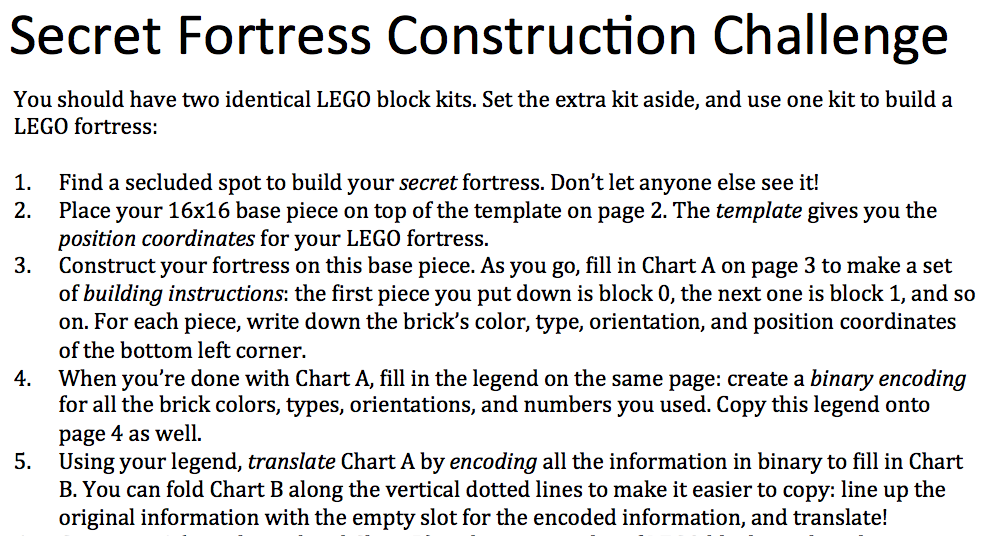 Secret Fortress Construction Challenge
You should have two identical LEGO block kits. Set the extra kit aside, and use one kit to build a
LEGO fortress:
1. Find a secluded spot to build your secret fortress. Don't let anyone else see it!
2. Place your 16x16 base piece on top of the template on page 2. The template gives you the
position coordinates for your LEGO fortress.
3. Construct your fortress on this base piece. As you go, fill in Chart A on page 3 to make a set
of building instructions: the first piece you put down is block 0, the next one is block 1, and so
on. For each piece, write down the brick's color, type, orientation, and position coordinates
of the bottom left corner.
4. When you're done with Chart A, fill in the legend on the same page: create a binary encoding
for all the brick colors, types, orientations, and numbers you used. Copy this legend onto
page 4 as well.
5. Using your legend, translate Chart A by encoding all the information in binary to fill in Chart
B. You can fold Chart B along the vertical dotted lines to make it easier to copy: line up the
original information with the empty slot for the encoded information, and translate!